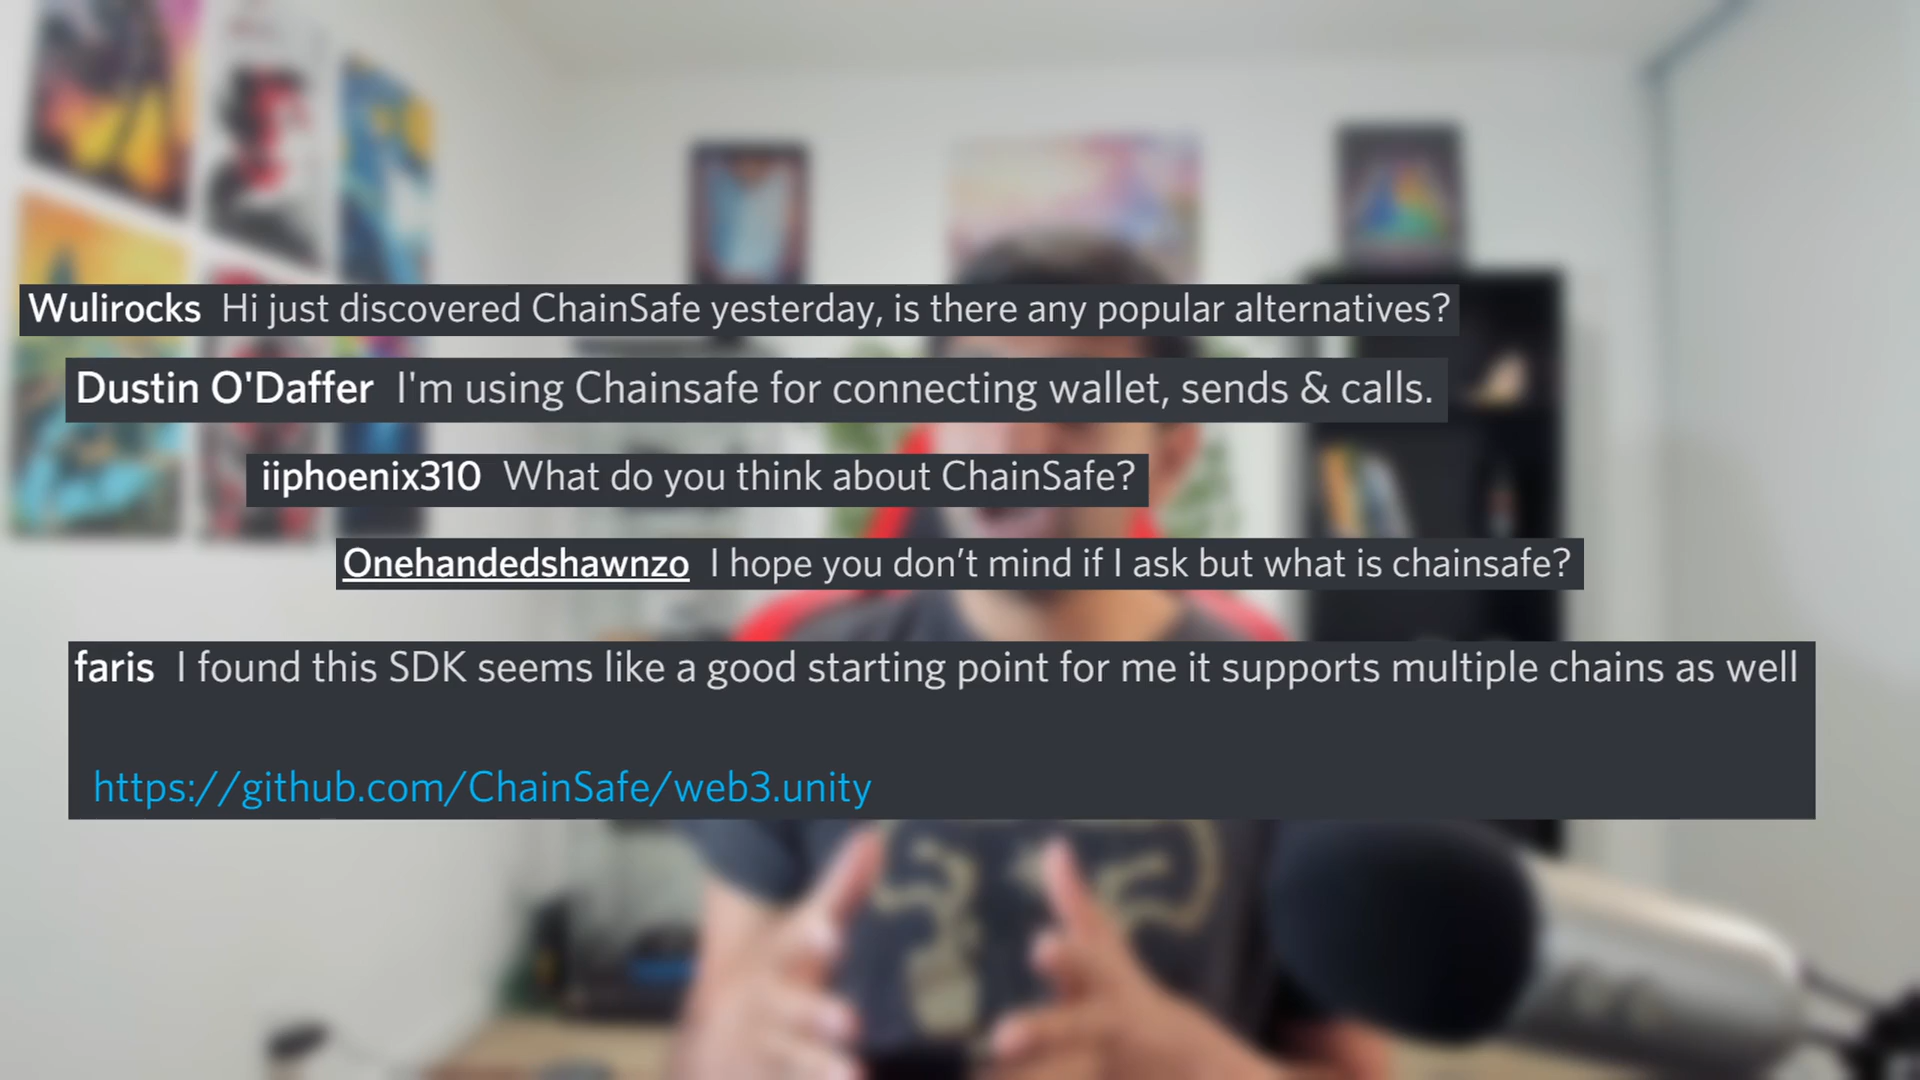 Wulirocks Hi just discovered ChainSafe yesterday, is there any popular alternatives?
Dustin O'Daffer I'm using Chainsafe for connecting wallet, sends & calls.
iiphoenix310 What do you think about ChainSafe?
Onehandedshawnzo I hope you don’t mind if I ask but what is chainsafe?
faris I found this SDK seems like a good starting point for me it supports multiple chains as well
https://github.com/ChainSafe/web3.unity